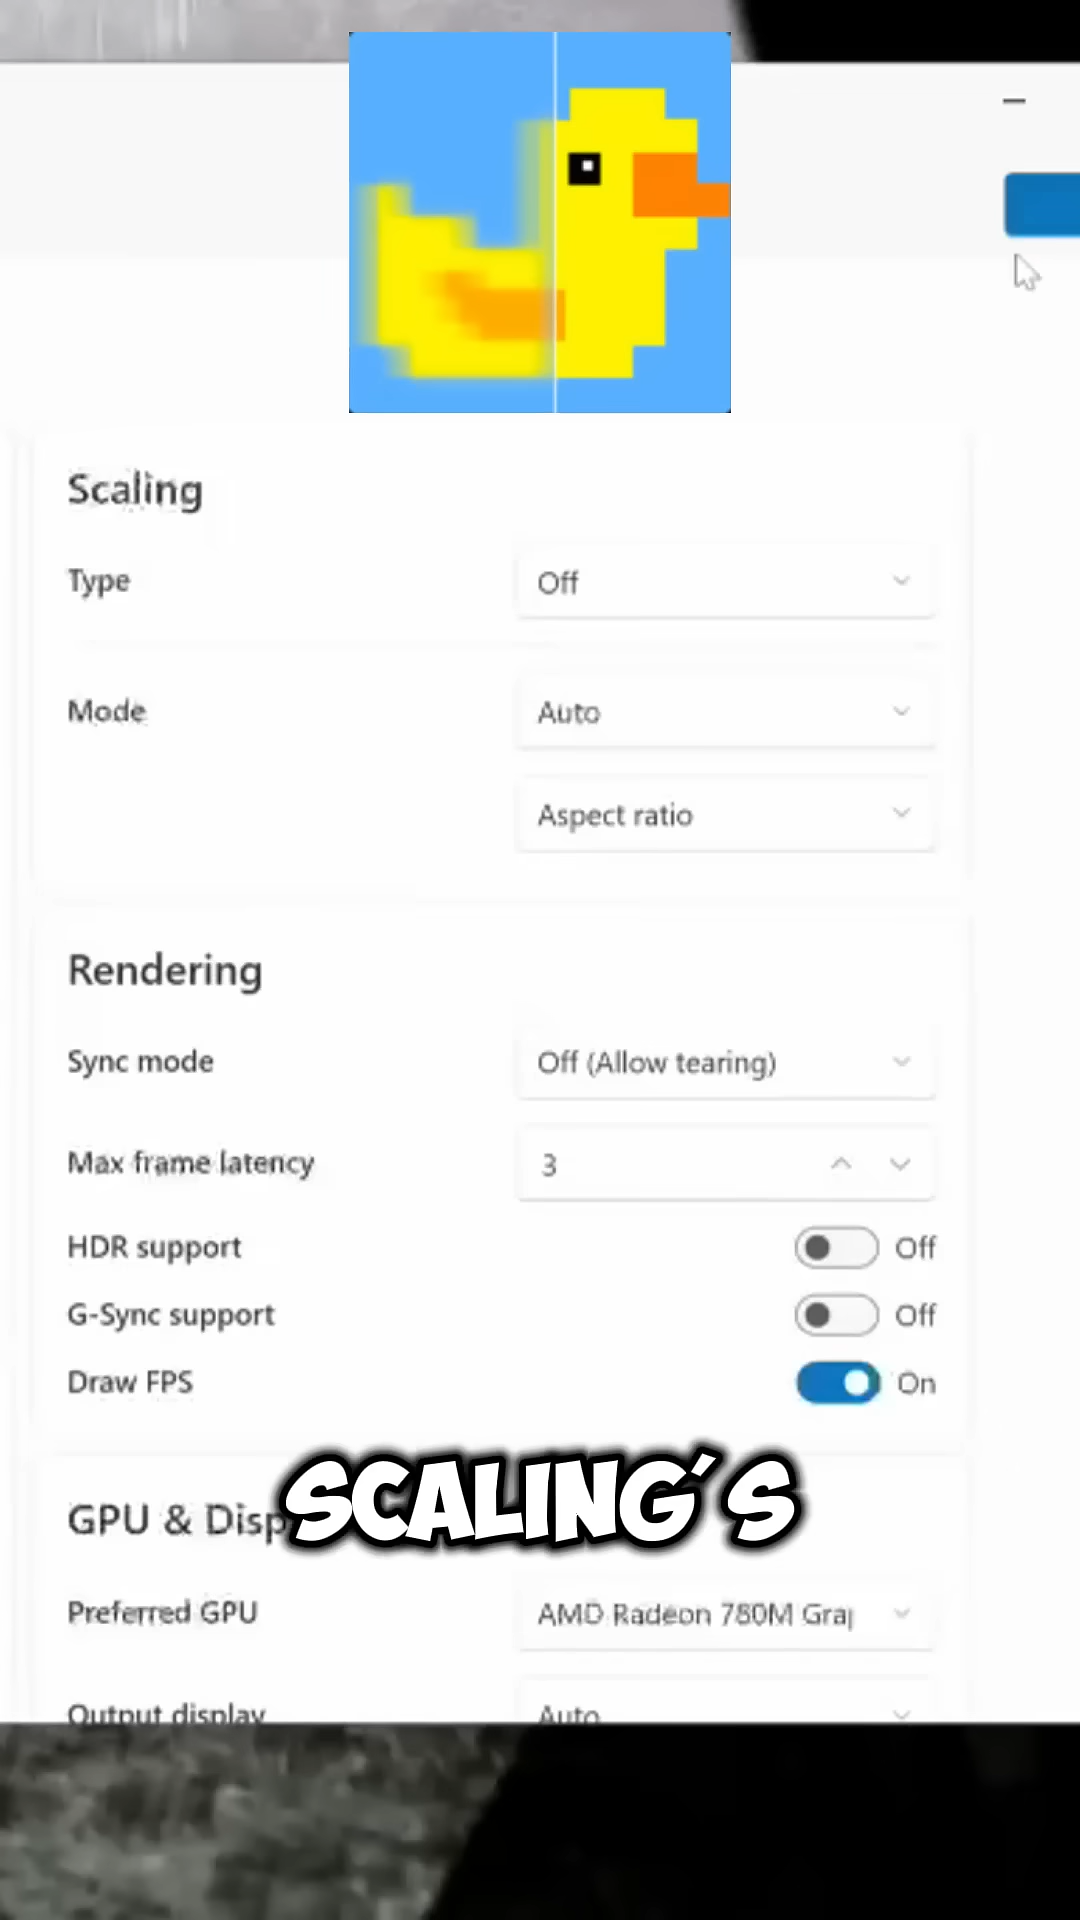 Scaling
Type Off
Mode Auto
Aspect ratio
Rendering
Sync mode Off (Allow tearing)
Max frame latency 3
HDR support Off
G-Sync support Off
Draw FPS On
SCALING´S
GPU & Disp
Preferred GPU AMD Radeon 780M Gra
Output display Auto